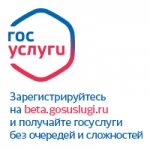 гос
услуги
Зарегистрируйтесь
на beta.gosuslugi.ru
и получайте госуслуги
без очередей и сложностей